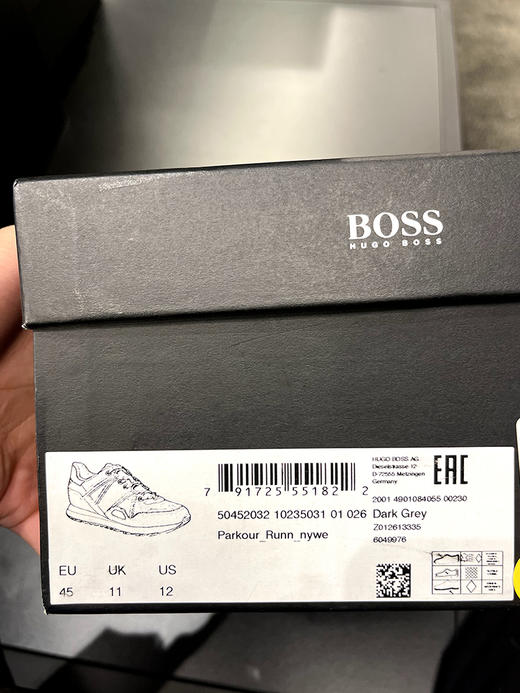 BOSS
HUGO BOSS
HUGO BOSS AG
Dieselstrasse 12
D-72555 Metzingen
Germany
EAC
7 91725 55182 2
2001 4901084055 00230
50452032 10235031 01 026 Dark Grey
Z012613335
Parkour_Runn_nywe
6049976
EU UK US
45 11 12